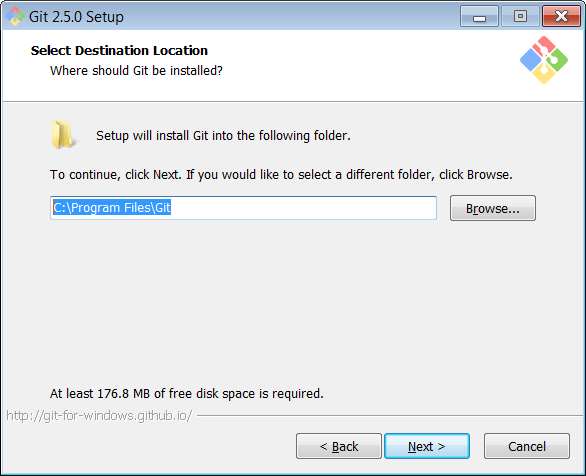 Git 2.5.0 Setup
Select Destination Location
Where should Git be installed?
Setup will install Git into the following folder.
To continue, click Next. If you would like to select a different folder, click Browse.
C:\Program Files\Git
Browse...
At least 176.8 MB of free disk space is required.
http://git-for-windows.github.io/
< Back
Next >
Cancel